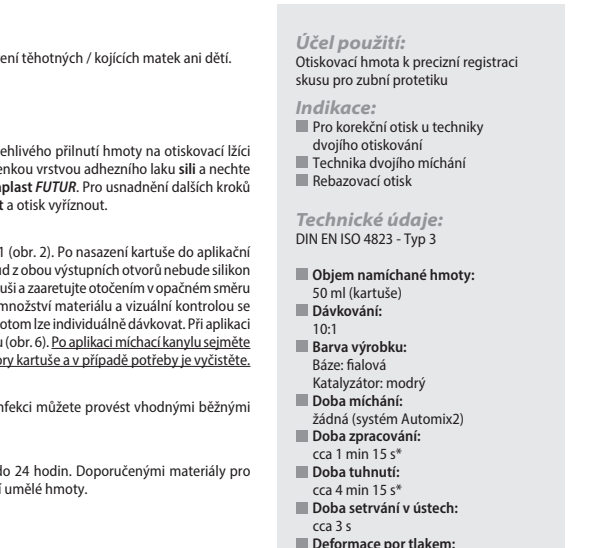 ení těhotných / kojících matek ani dětí.
ehlivého přilnutí hmoty na otiskovací lžíci
enkou vrstvou adhezního laku sili a nechte
plast FUTUR. Pro usnadnění dalších kroků
t a otisk vyříznout.
1 (obr. 2). Po nasazení kartuše do aplikační
ud z obou výstupních otvorů nebude silikon
uši a zaaretujte otočením v opačném směru
množství materiálu a vizuální kontrolou se
otom lze individuálně dávkovat. Při aplikaci
u (obr. 6). Po aplikaci míchací kanylu sejměte
ory kartuše a v případě potřeby je vyčistěte.
nfekci můžete provést vhodnými běžnými
do 24 hodin. Doporučenými materiály pro
í umělé hmoty.
Účel použití:
Otiskovací hmota k precizní registraci
skusu pro zubní protetiku
Indikace:
Pro korekční otisk u techniky
dvojího otiskování
Technika dvojího míchání
Rebazovací otisk
Technické údaje:
DIN EN ISO 4823 - Typ 3
Objem namíchané hmoty:
50 ml (kartuše)
Dávkování:
10:1
Barva výrobku:
Báze: fialová
Katalyzátor: modrý
Doba míchání:
žádná (systém Automix2)
Doba zpracování:
cca 1 min 15 s*
Doba tuhnutí:
cca 4 min 15 s*
Doba setrvání v ústech:
cca 3 s
Deformace por tlakem: